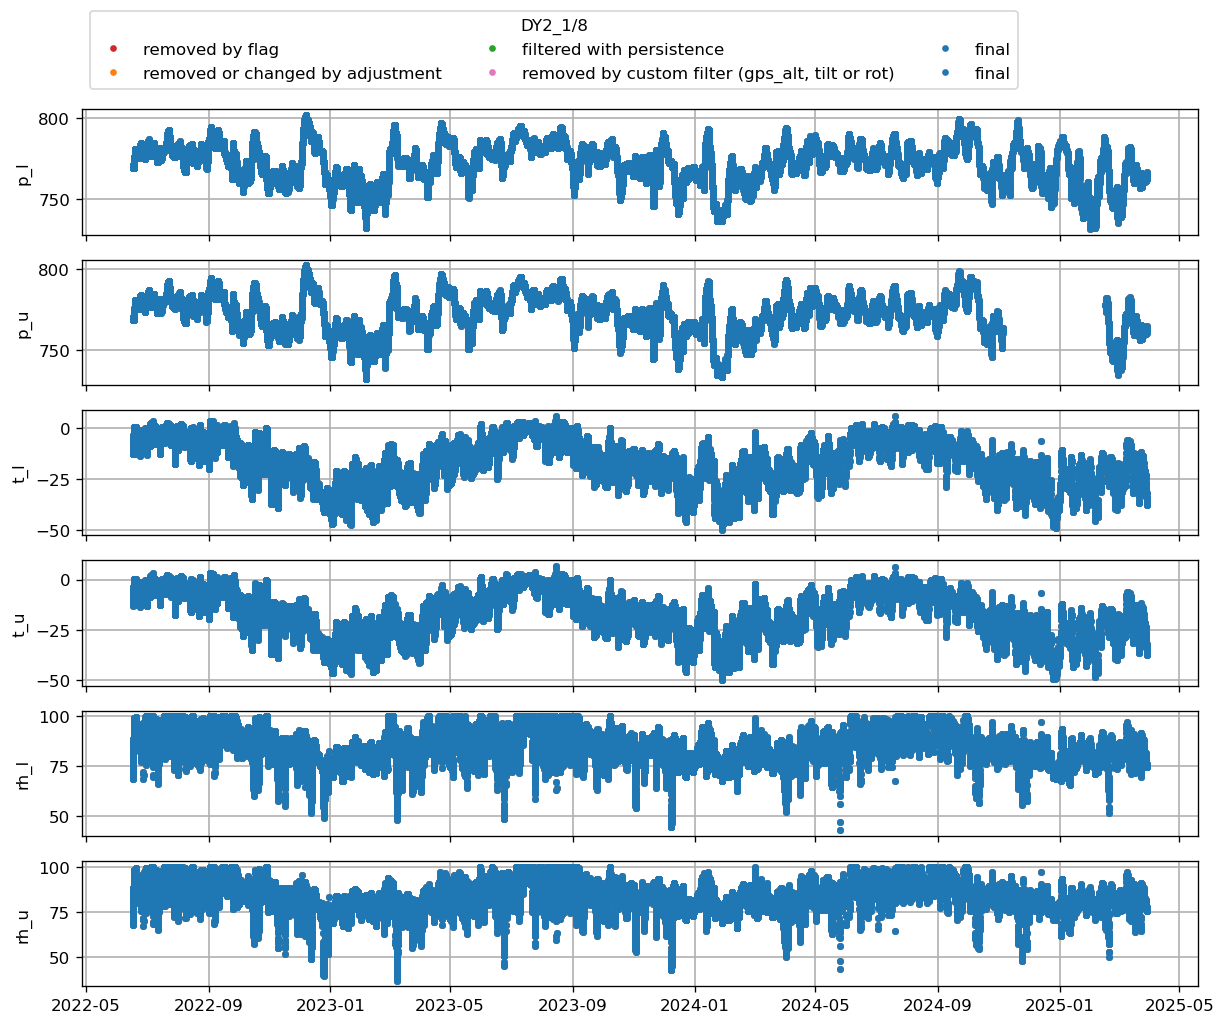 DY2_1/8
removed by flag
filtered with persistence
final
removed or changed by adjustment
removed by custom filter (gps_alt, tilt or rot)
final
800
750
p_l
800
750
p_u
0
−25
−50
t_l
0
−25
−50
t_u
100
75
50
rh_l
100
75
50
rh_u
2022-05
2022-09
2023-01
2023-05
2023-09
2024-01
2024-05
2024-09
2025-01
2025-05